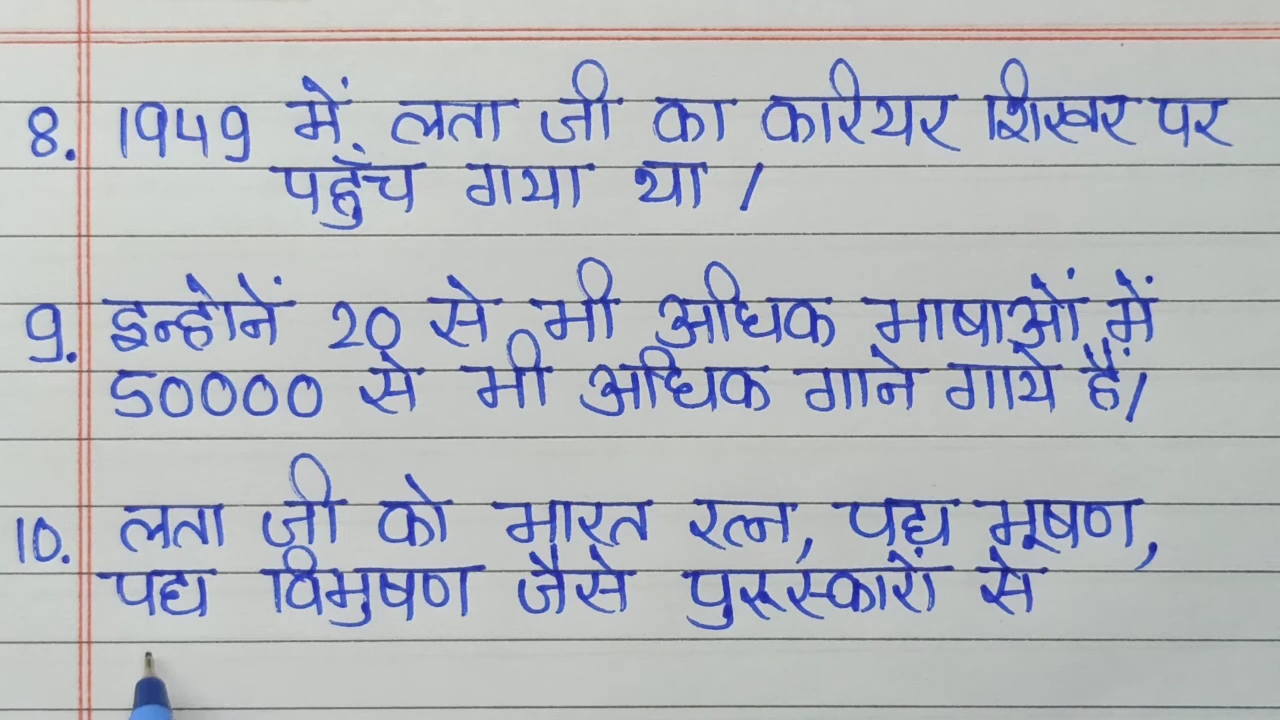 8. 1949 में लता जी का करियर शिखर पर
पहुँच गया था।
9. इन्होनें 20 से भी अधिक भाषाओं में
50000 से भी अधिक गाने गाये हैं।
10. लता जी को भारत रत्न, पद्म भूषण,
पद्म विभुषण जैसे पुरूस्कारों से